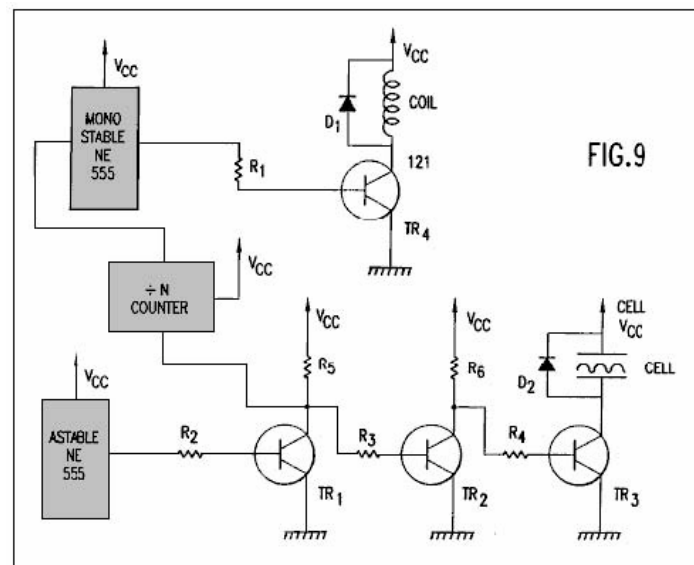 VCC
MONO
STABLE
NE
555
R1
VCC
D1
COIL
121
TR4
FIG.9
÷ N
COUNTER
VCC
VCC
R5
VCC
R6
CELL
VCC
D2
CELL
VCC
ASTABLE
NE
555
R2
TR1
R3
TR2
R4
TR3